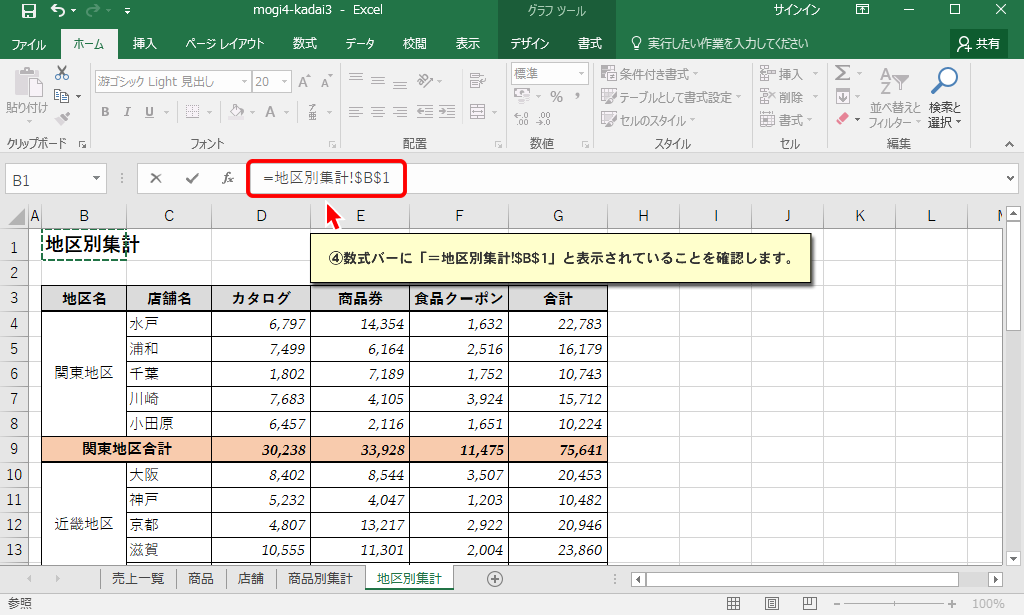 mogi4-kadai3 - Excel
グラフ ツール
サインイン
ファイル ホーム 挿入 ページ レイアウト 数式 データ 校閲 表示 デザイン 書式 実行したい作業を入力してください 共有
貼り付け
クリップボード
游ゴシック Light 見出し 20
B I U
フォント
配置
標準
数値
条件付き書式
テーブルとして書式設定
セルのスタイル
スタイル
挿入
削除
書式
セル
並べ替えと
フィルター
検索と
選択
編集
B1 fx =地区別集計!$B$1
A B C D E F G H I J K L M
1 地区別集計
④数式バーに「＝地区別集計!$B$1」と表示されていることを確認します。
2
3 地区名 店舗名 カタログ 商品券 食品クーポン 合計
4 水戸 6,797 14,354 1,632 22,783
5 浦和 7,499 6,164 2,516 16,179
6 関東地区 千葉 1,802 7,189 1,752 10,743
7 川崎 7,683 4,105 3,924 15,712
8 小田原 6,457 2,116 1,651 10,224
9 関東地区合計 30,238 33,928 11,475 75,641
10 大阪 8,402 8,544 3,507 20,453
11 神戸 5,232 4,047 1,203 10,482
12 近畿地区 京都 4,807 13,217 2,922 20,946
13 滋賀 10,555 11,301 2,004 23,860
売上一覧 商品 店舗 商品別集計 地区別集計
参照 100%